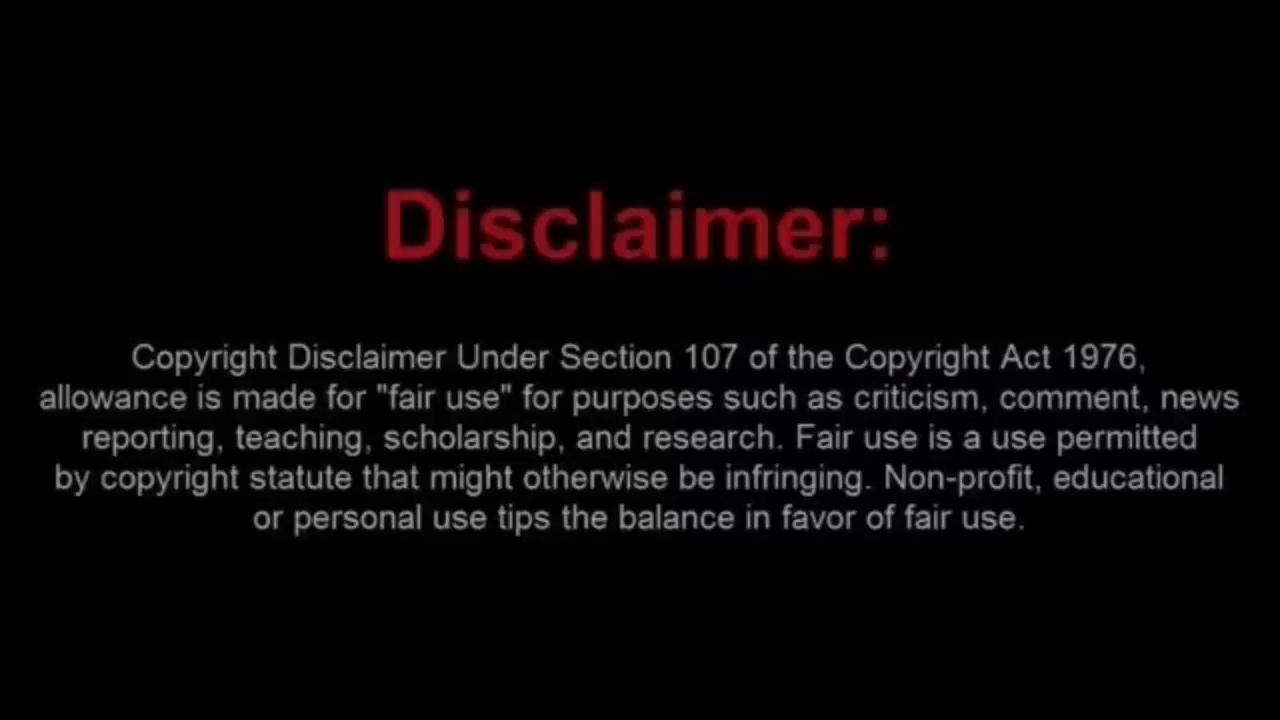 Disclaimer:
Copyright Disclaimer Under Section 107 of the Copyright Act 1976,
allowance is made for "fair use" for purposes such as criticism, comment, news
reporting, teaching, scholarship, and research. Fair use is a use permitted
by copyright statute that might otherwise be infringing. Non-profit, educational
or personal use tips the balance in favor of fair use.